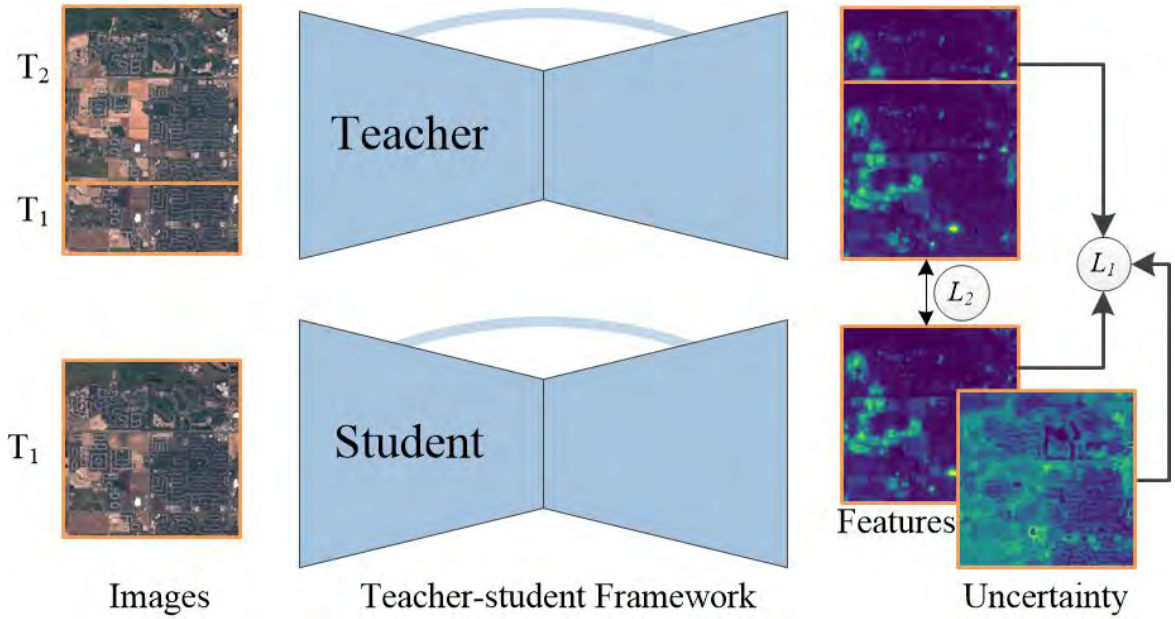 T₂
Teacher
T₁
L₁
L₂
T₁
Student
Features
Images
Teacher-student Framework
Uncertainty